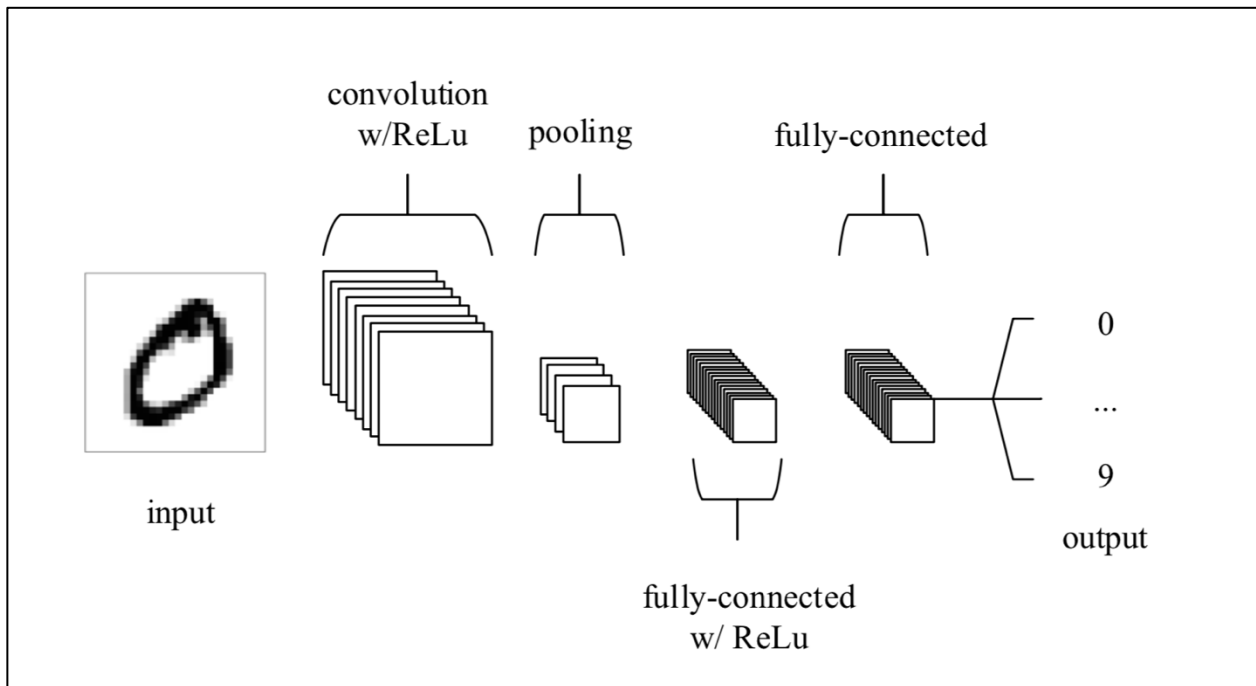 convolution
w/ReLu
pooling
fully-connected
input
0
...
9
output
fully-connected
w/ ReLu